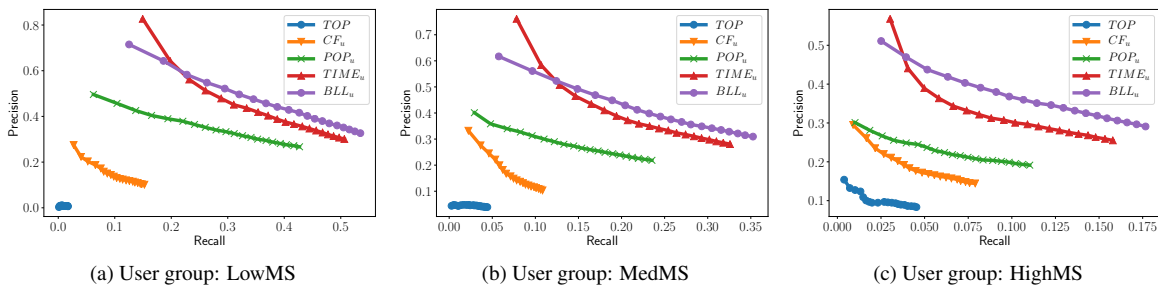 0.8
0.6
0.4
0.2
0.0
Precision
0.0
0.1
0.2
0.3
0.4
0.5
Recall
TOP
CF_u
POP_u
TIME_u
BLL_u
(a) User group: LowMS
0.7
0.6
0.5
0.4
0.3
0.2
0.1
Precision
0.00
0.05
0.10
0.15
0.20
0.25
0.30
0.35
Recall
TOP
CF_u
POP_u
TIME_u
BLL_u
(b) User group: MedMS
0.5
0.4
0.3
0.2
0.1
Precision
0.000
0.025
0.050
0.075
0.100
0.125
0.150
0.175
Recall
TOP
CF_u
POP_u
TIME_u
BLL_u
(c) User group: HighMS